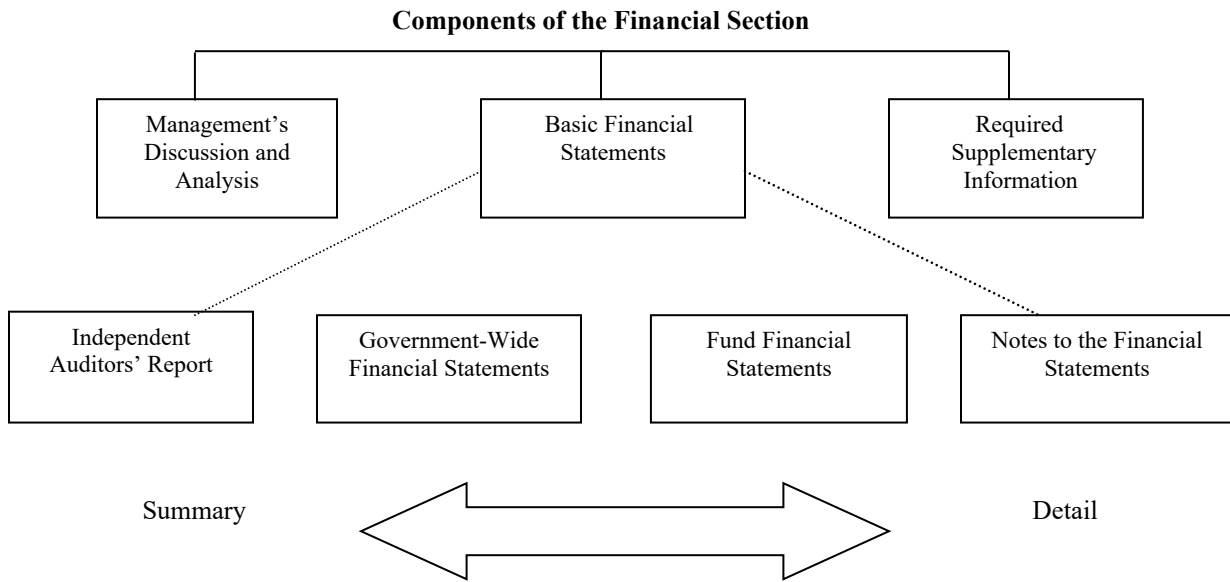 Components of the Financial Section
Management’s
Discussion and
Analysis
Basic Financial
Statements
Required
Supplementary
Information
Independent
Auditors’ Report
Government-Wide
Financial Statements
Fund Financial
Statements
Notes to the Financial
Statements
Summary
Detail